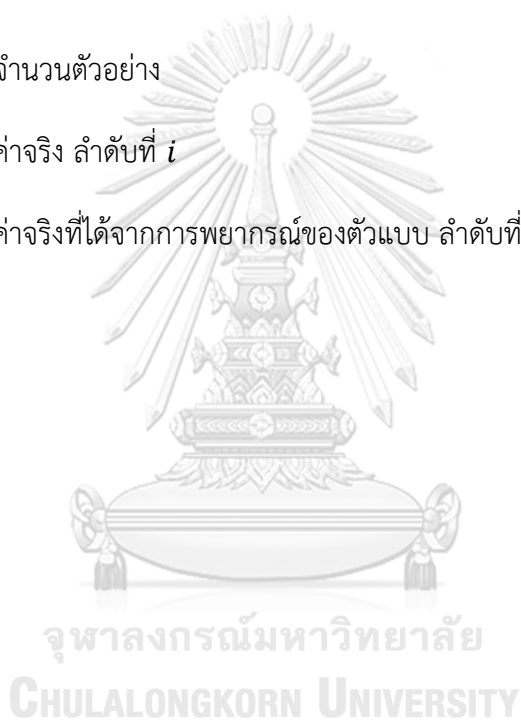 จำนวนตัวอย่าง
ค่าจริง ลำดับที่ i
ค่าจริงที่ได้จากการพยากรณ์ของตัวแบบ ลำดับที่
จุฬาลงกรณ์มหาวิทยาลัย
CHULALONGKORN UNIVERSITY